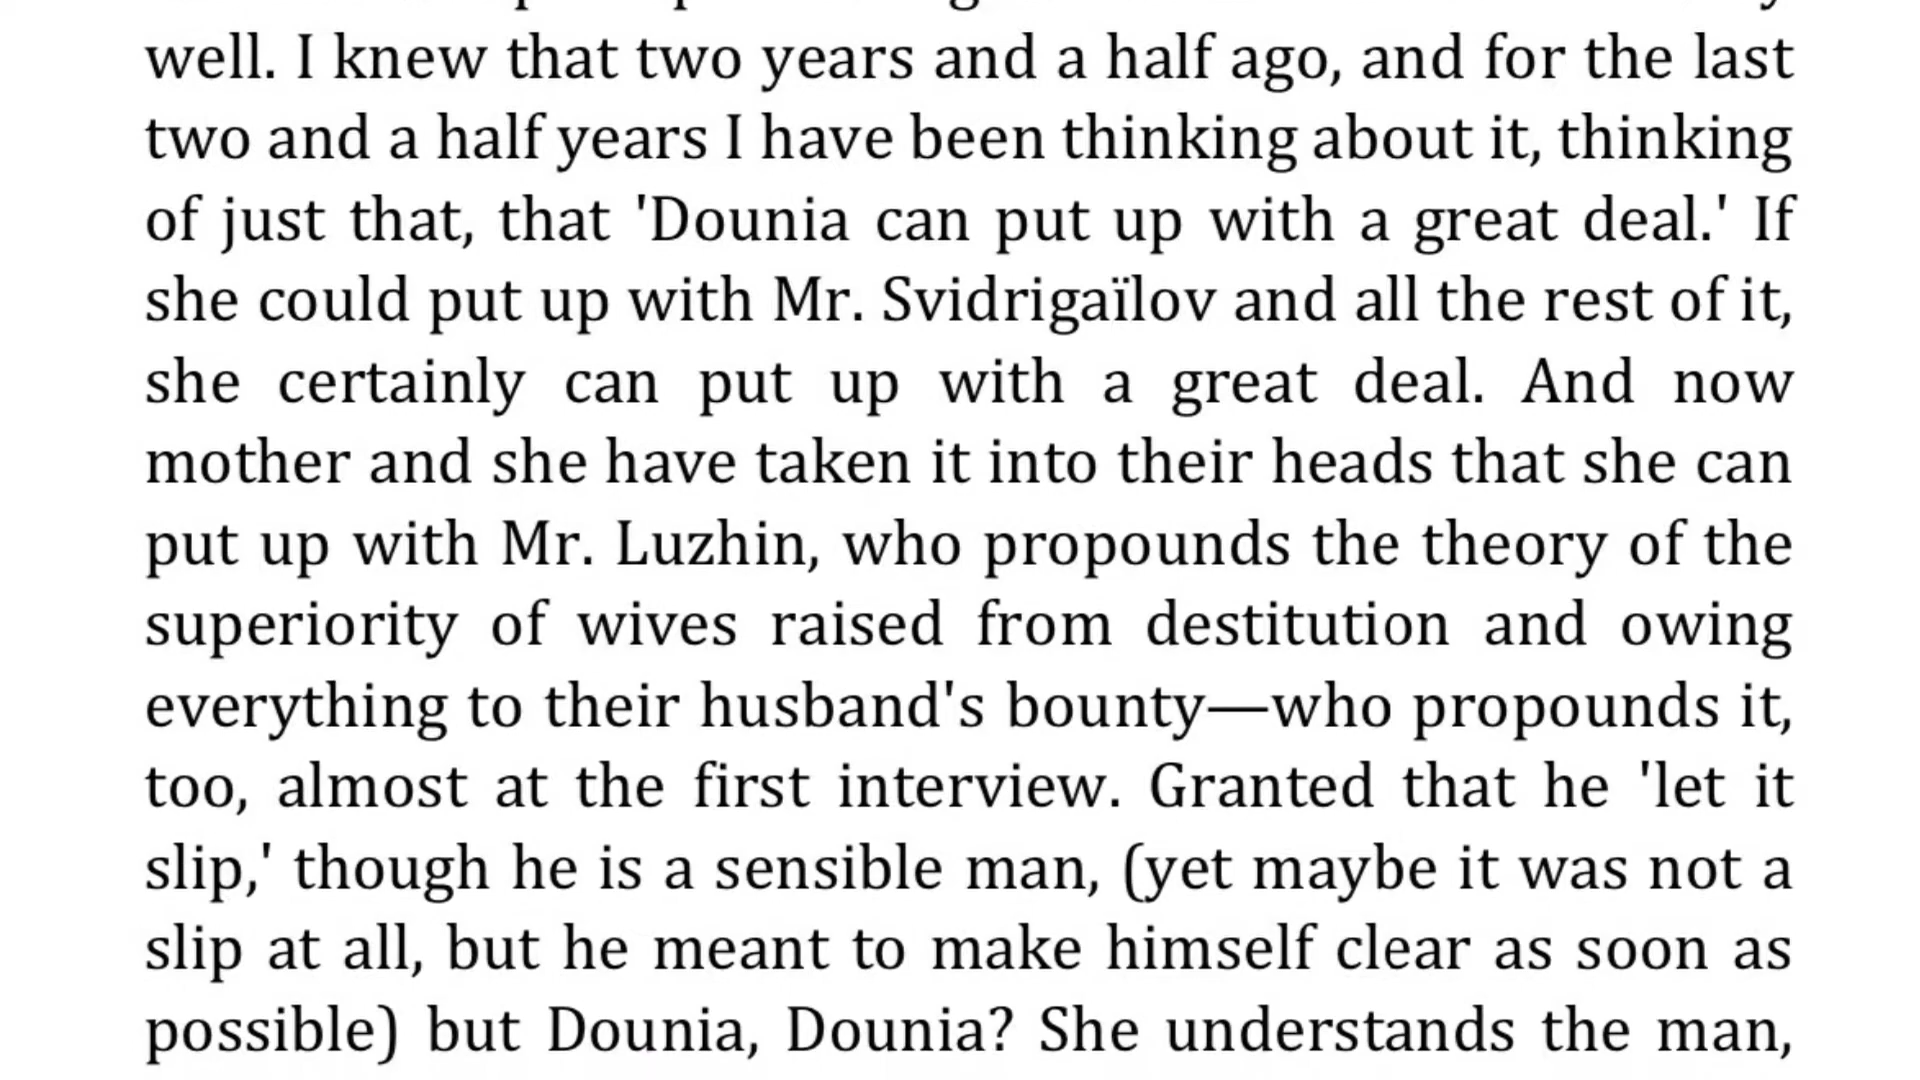 well. I knew that two years and a half ago, and for the last
two and a half years I have been thinking about it, thinking
of just that, that 'Dounia can put up with a great deal.' If
she could put up with Mr. Svidrigaïlov and all the rest of it,
she certainly can put up with a great deal. And now
mother and she have taken it into their heads that she can
put up with Mr. Luzhin, who propounds the theory of the
superiority of wives raised from destitution and owing
everything to their husband's bounty—who propounds it,
too, almost at the first interview. Granted that he 'let it
slip,' though he is a sensible man, (yet maybe it was not a
slip at all, but he meant to make himself clear as soon as
possible) but Dounia, Dounia? She understands the man,